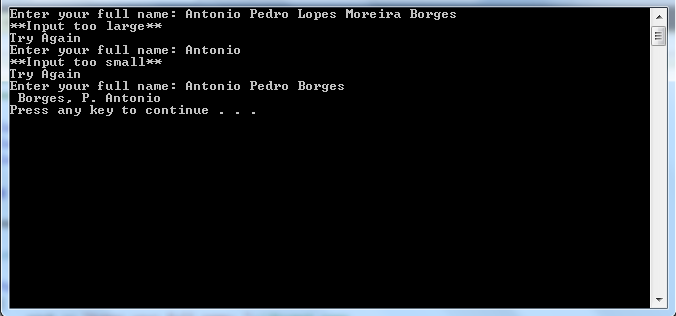 Enter your full name: Antonio Pedro Lopes Moreira Borges
**Input too large**
Try Again
Enter your full name: Antonio
**Input too small**
Try Again
Enter your full name: Antonio Pedro Borges
 Borges, P. Antonio
Press any key to continue . . .